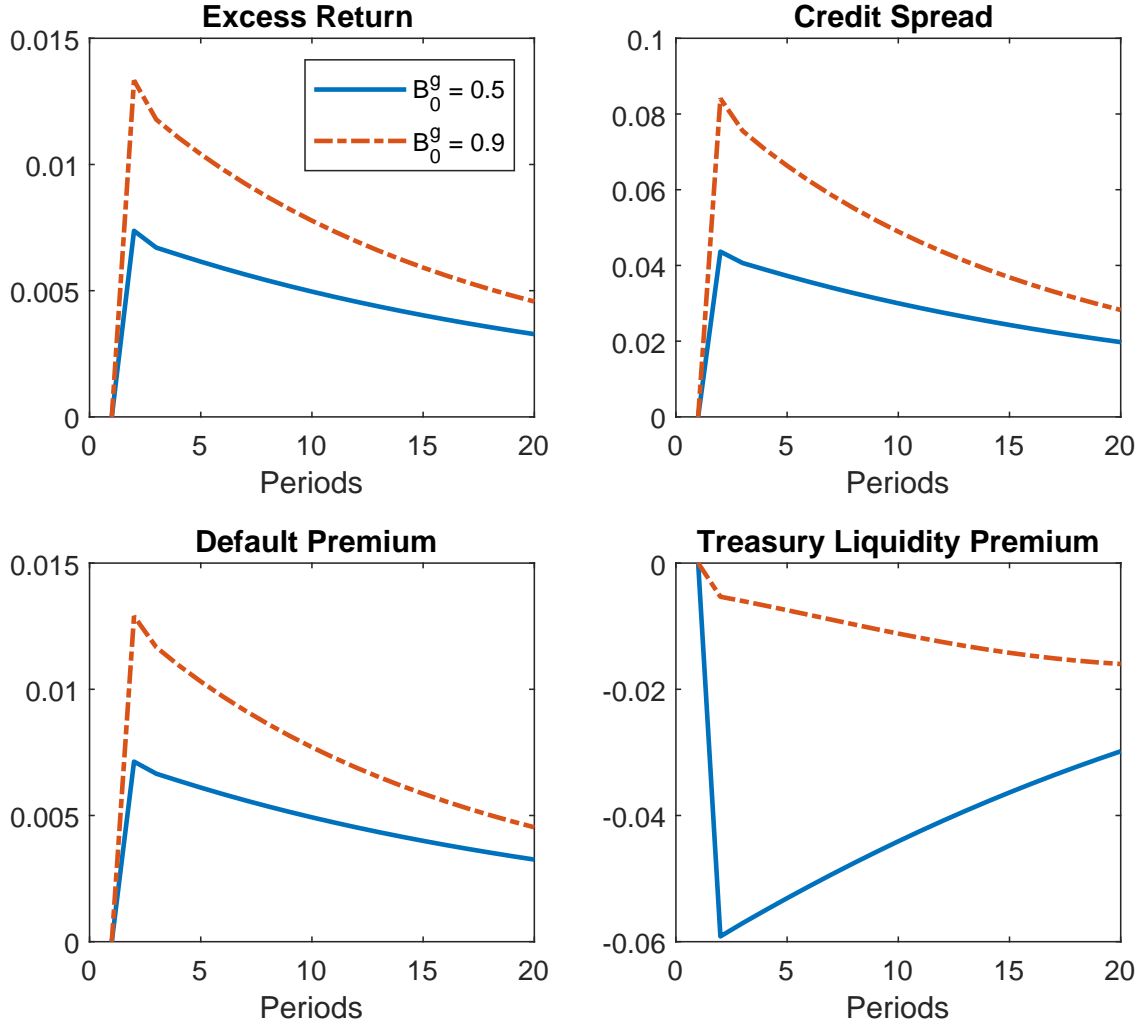 Excess Return
0.015
0.01
0.005
0
0 5 10 15 20
Periods
B₀ᵍ = 0.5
B₀ᵍ = 0.9
Credit Spread
0.1
0.08
0.06
0.04
0.02
0
0 5 10 15 20
Periods
Default Premium
0.015
0.01
0.005
0
0 5 10 15 20
Periods
Treasury Liquidity Premium
0
-0.02
-0.04
-0.06
0 5 10 15 20
Periods